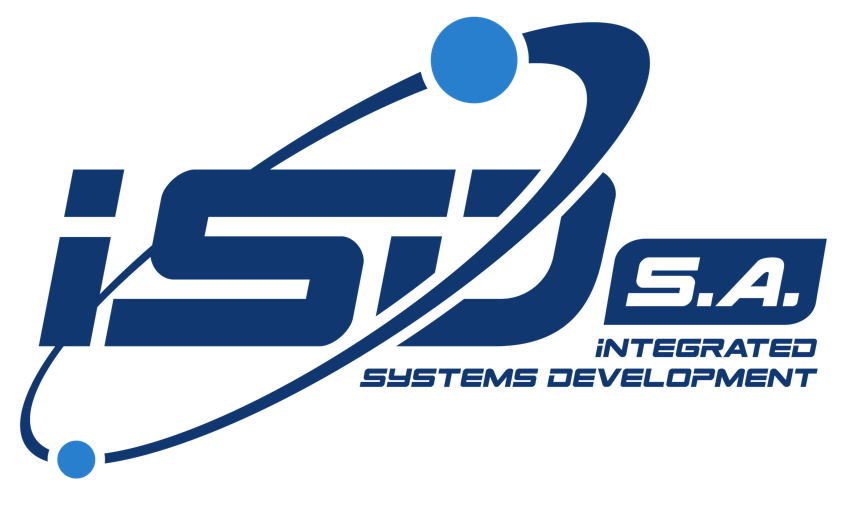 iSD
S.A.
iNTEGRATED
SYSTEMS DEVELOPMENT